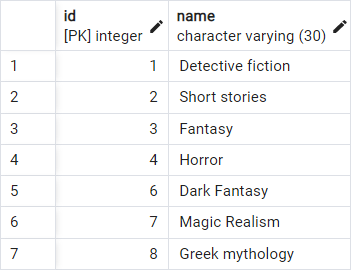 id name
[PK] integer character varying (30)
1 1 Detective fiction
2 2 Short stories
3 3 Fantasy
4 4 Horror
5 6 Dark Fantasy
6 7 Magic Realism
7 8 Greek mythology